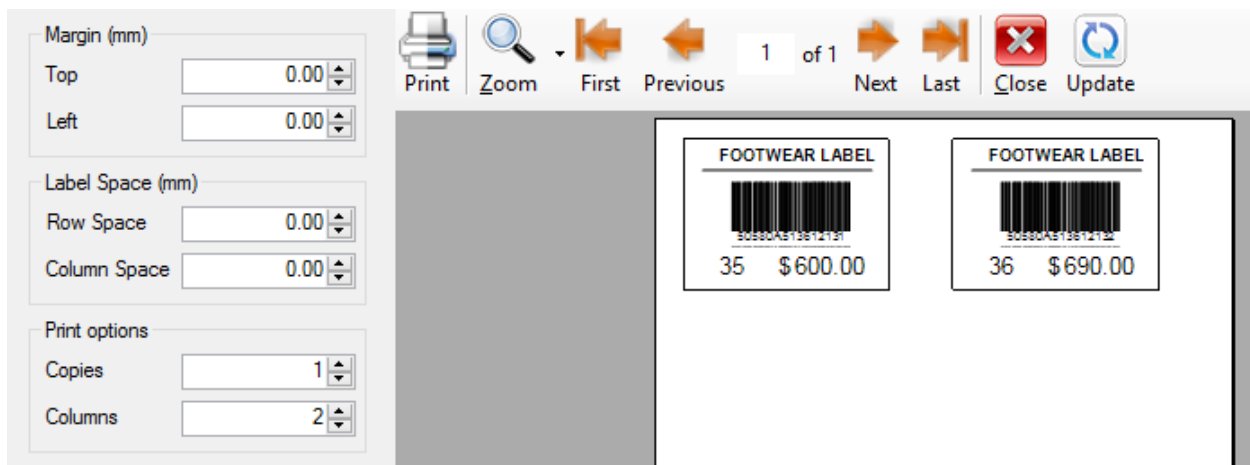 Margin (mm)
Top 0.00
Left 0.00
Label Space (mm)
Row Space 0.00
Column Space 0.00
Print options
Copies 1
Columns 2
Print Zoom First Previous 1 of 1 Next Last Close Update
FOOTWEAR LABEL
50580A513612131
35 $600.00
FOOTWEAR LABEL
50580A513612132
36 $690.00